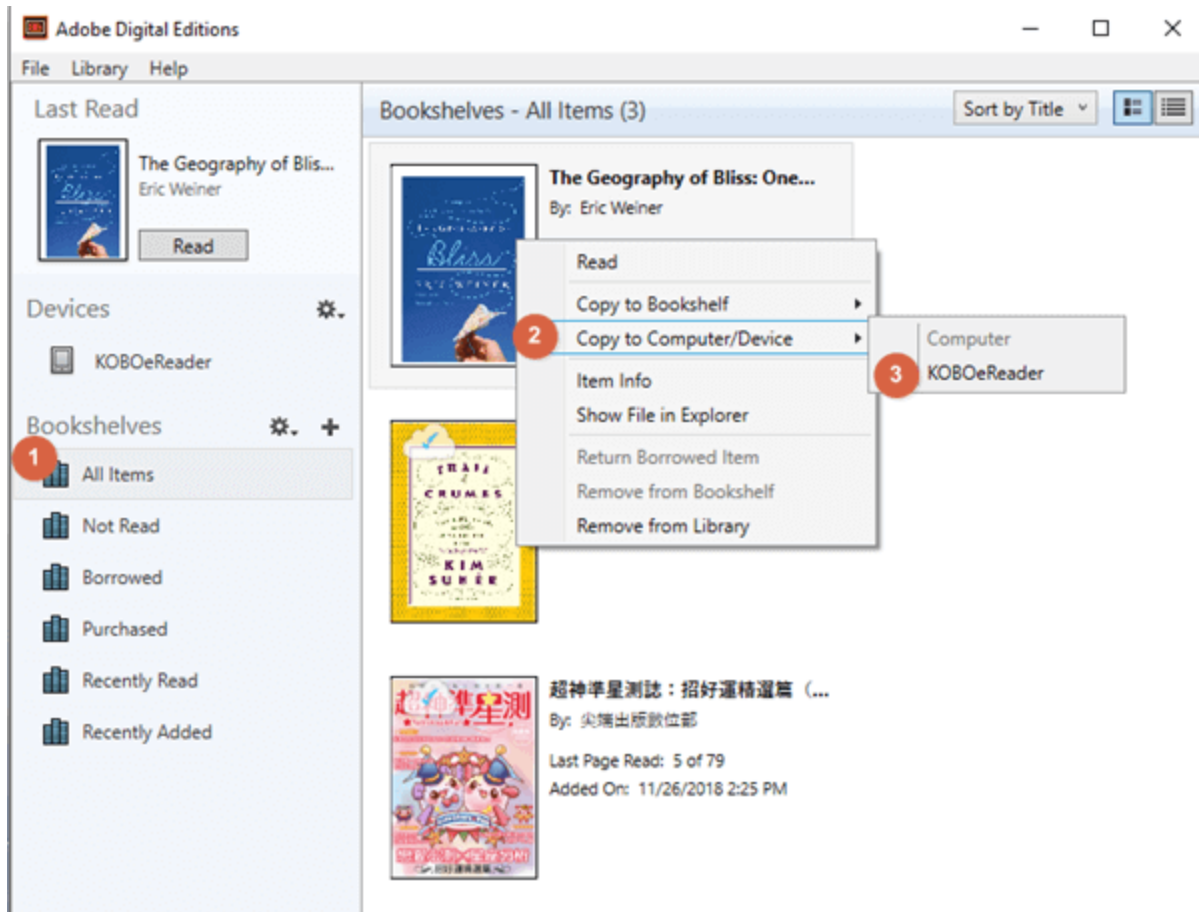 Adobe Digital Editions
File Library Help
Last Read
The Geography of Blis...
Eric Weiner
Read
Devices
KOBOeReader
Bookshelves
1
All Items
Not Read
Borrowed
Purchased
Recently Read
Recently Added
Bookshelves - All Items (3)
Sort by Title
The Geography of Bliss: One...
By: Eric Weiner
Bliss
Read
Copy to Bookshelf
2
Copy to Computer/Device
Item Info
Show File in Explorer
Return Borrowed Item
Remove from Bookshelf
Remove from Library
Computer
3
KOBOeReader
TRAIL
CRUMBS
KIM
SUNÉE
超神準星測誌：招好運精選篇（...
By: 尖端出版數位部
Last Page Read: 5 of 79
Added On: 11/26/2018 2:25 PM